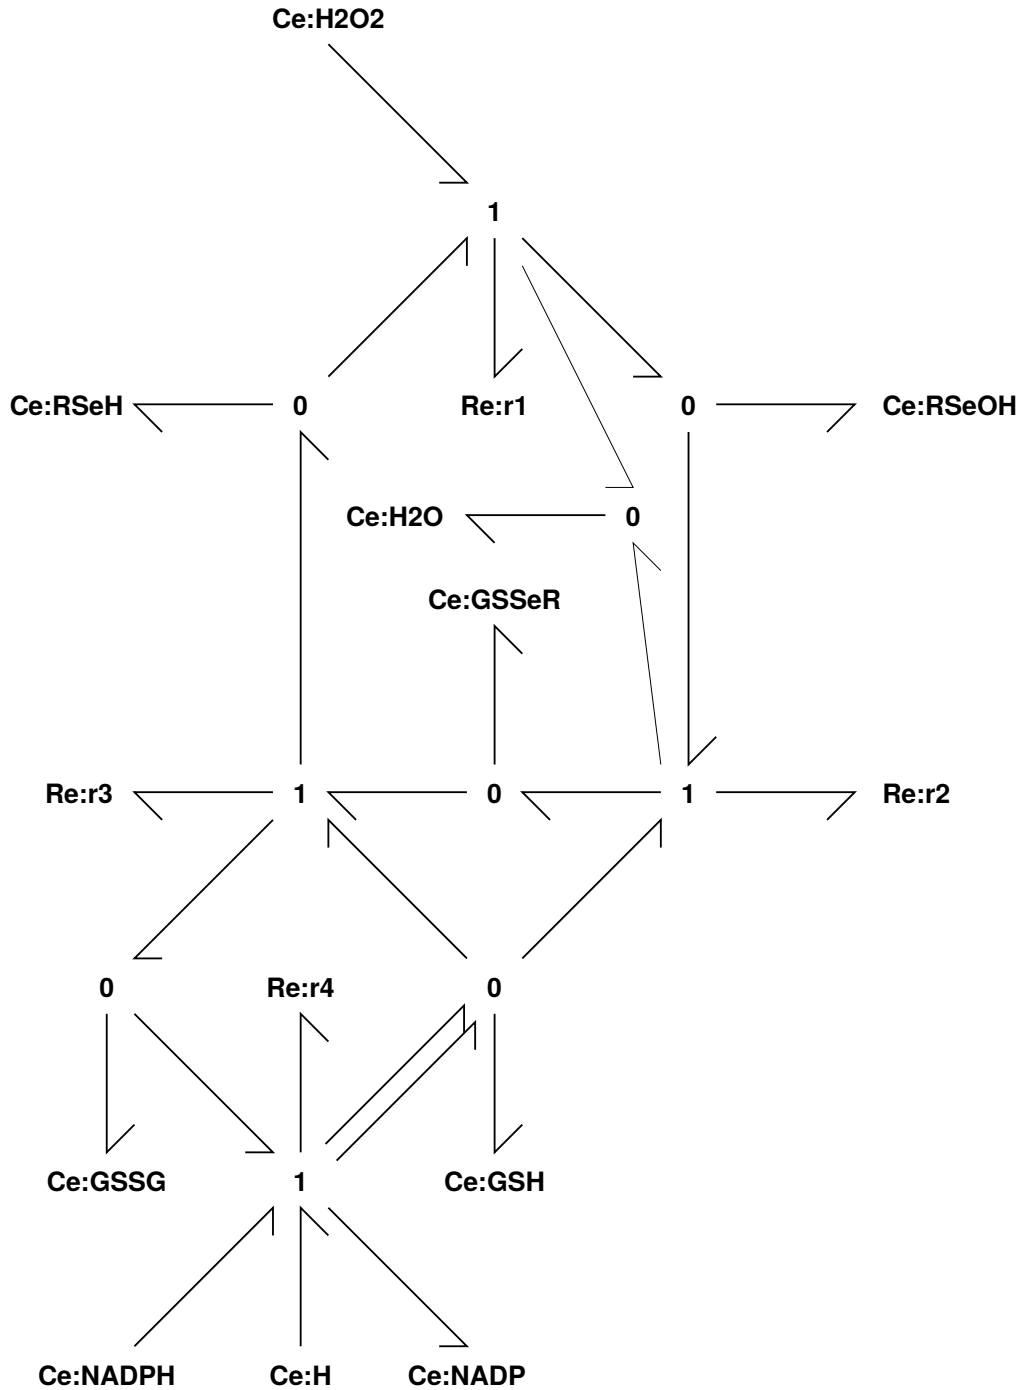 Ce:H2O2
1
Ce:RSeH 0 Re:r1 0 Ce:RSeOH
Ce:H2O 0
Ce:GSSeR
Re:r3 1 0 1 Re:r2
0 Re:r4 0
Ce:GSSG 1 Ce:GSH
Ce:NADPH Ce:H Ce:NADP